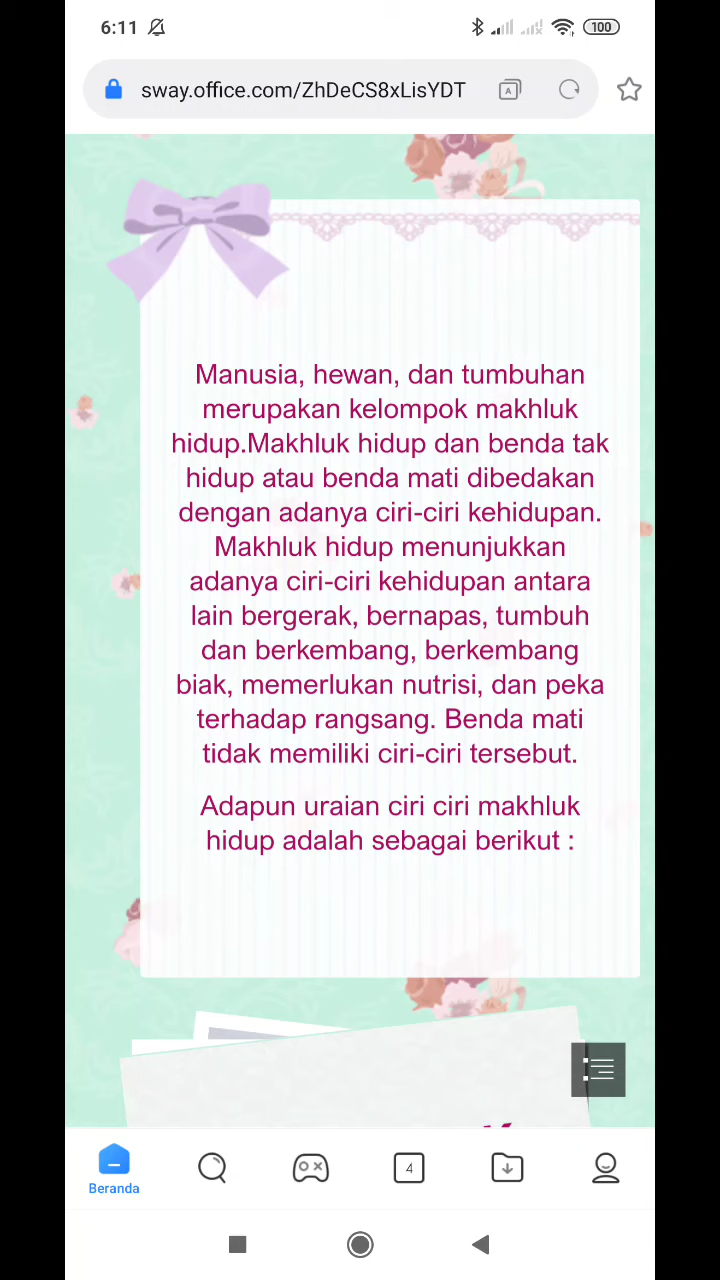 6:11
100
sway.office.com/ZhDeCS8xLisYDT
A
Manusia, hewan, dan tumbuhan
merupakan kelompok makhluk
hidup.Makhluk hidup dan benda tak
hidup atau benda mati dibedakan
dengan adanya ciri-ciri kehidupan.
Makhluk hidup menunjukkan
adanya ciri-ciri kehidupan antara
lain bergerak, bernapas, tumbuh
dan berkembang, berkembang
biak, memerlukan nutrisi, dan peka
terhadap rangsang. Benda mati
tidak memiliki ciri-ciri tersebut.
Adapun uraian ciri ciri makhluk
hidup adalah sebagai berikut :
4
Beranda